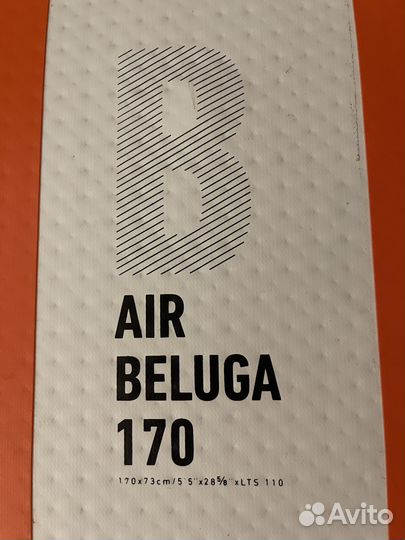 B
AIR
BELUGA
170
170x73cm/5'5"x28⅝"xLTS 110
Avito